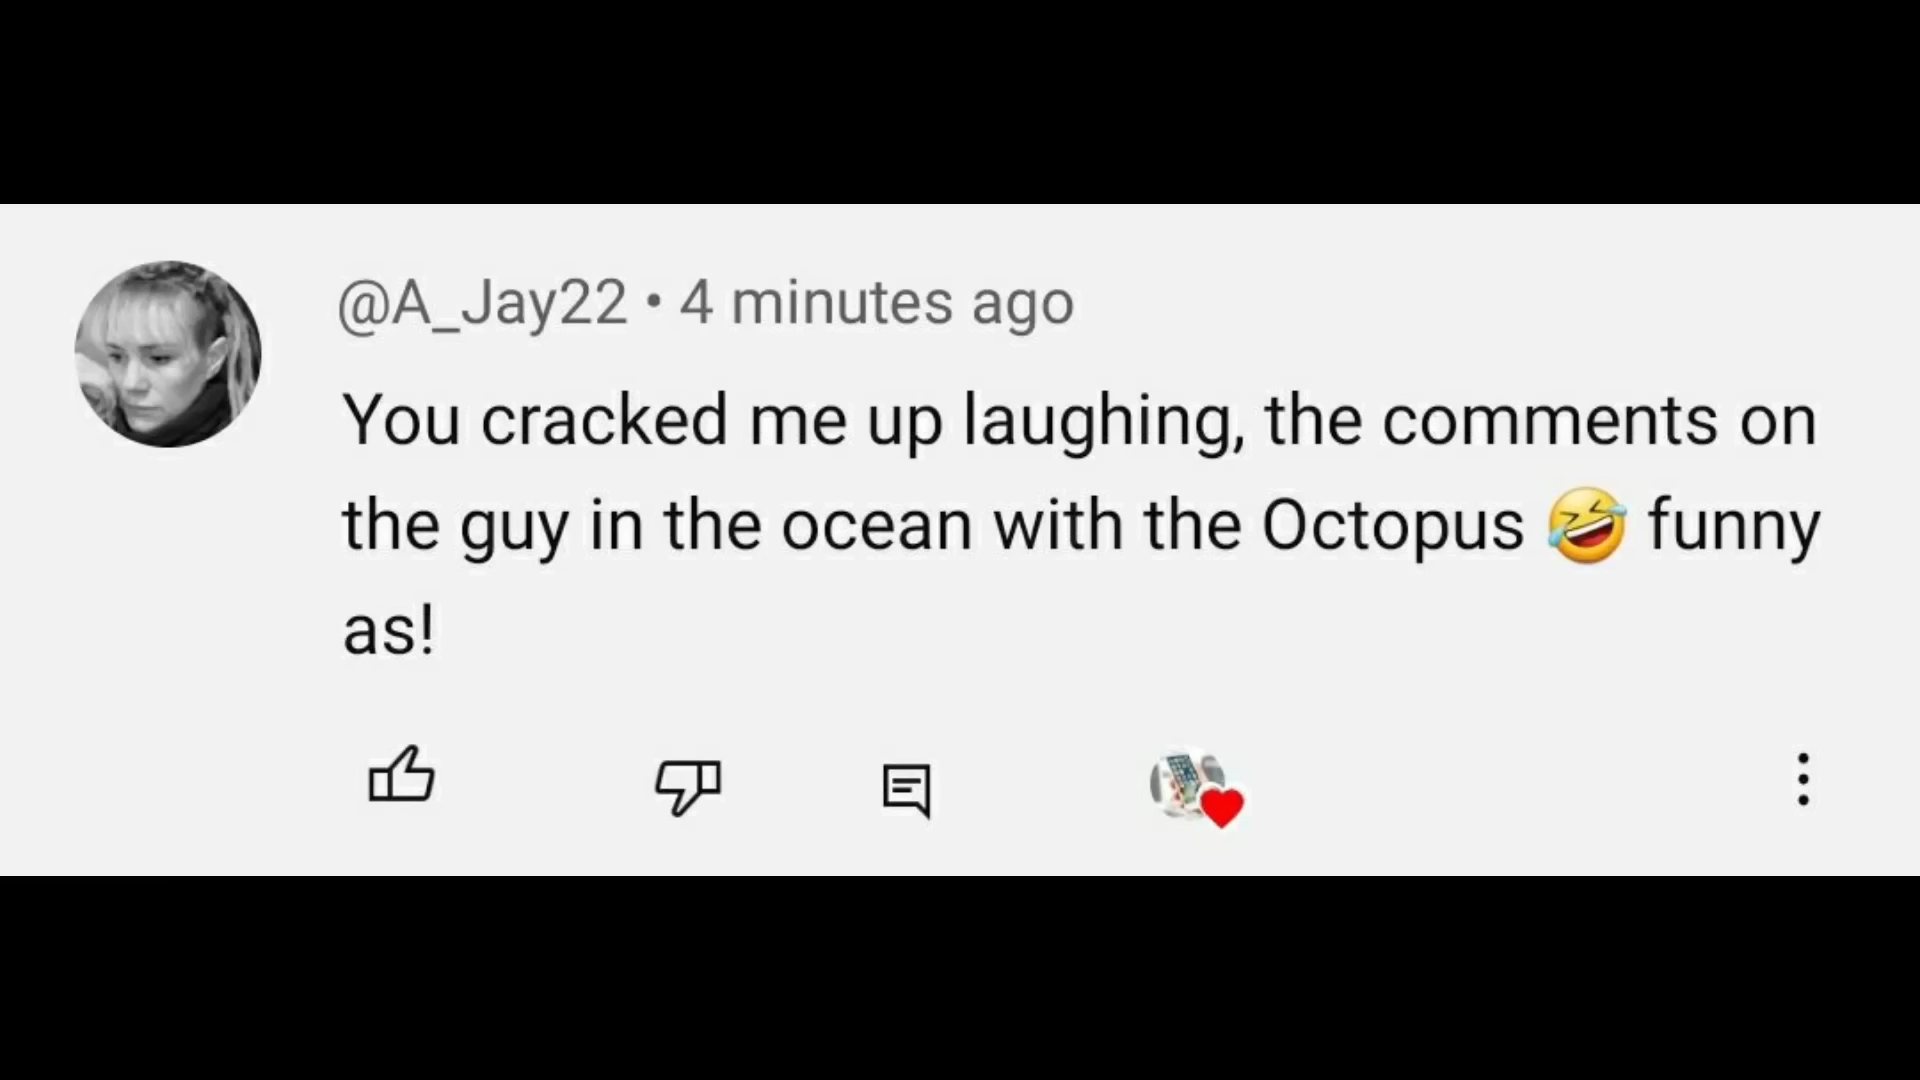 @A_Jay22 • 4 minutes ago
You cracked me up laughing, the comments on
the guy in the ocean with the Octopus 🤣 funny
as!